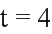 t = 4